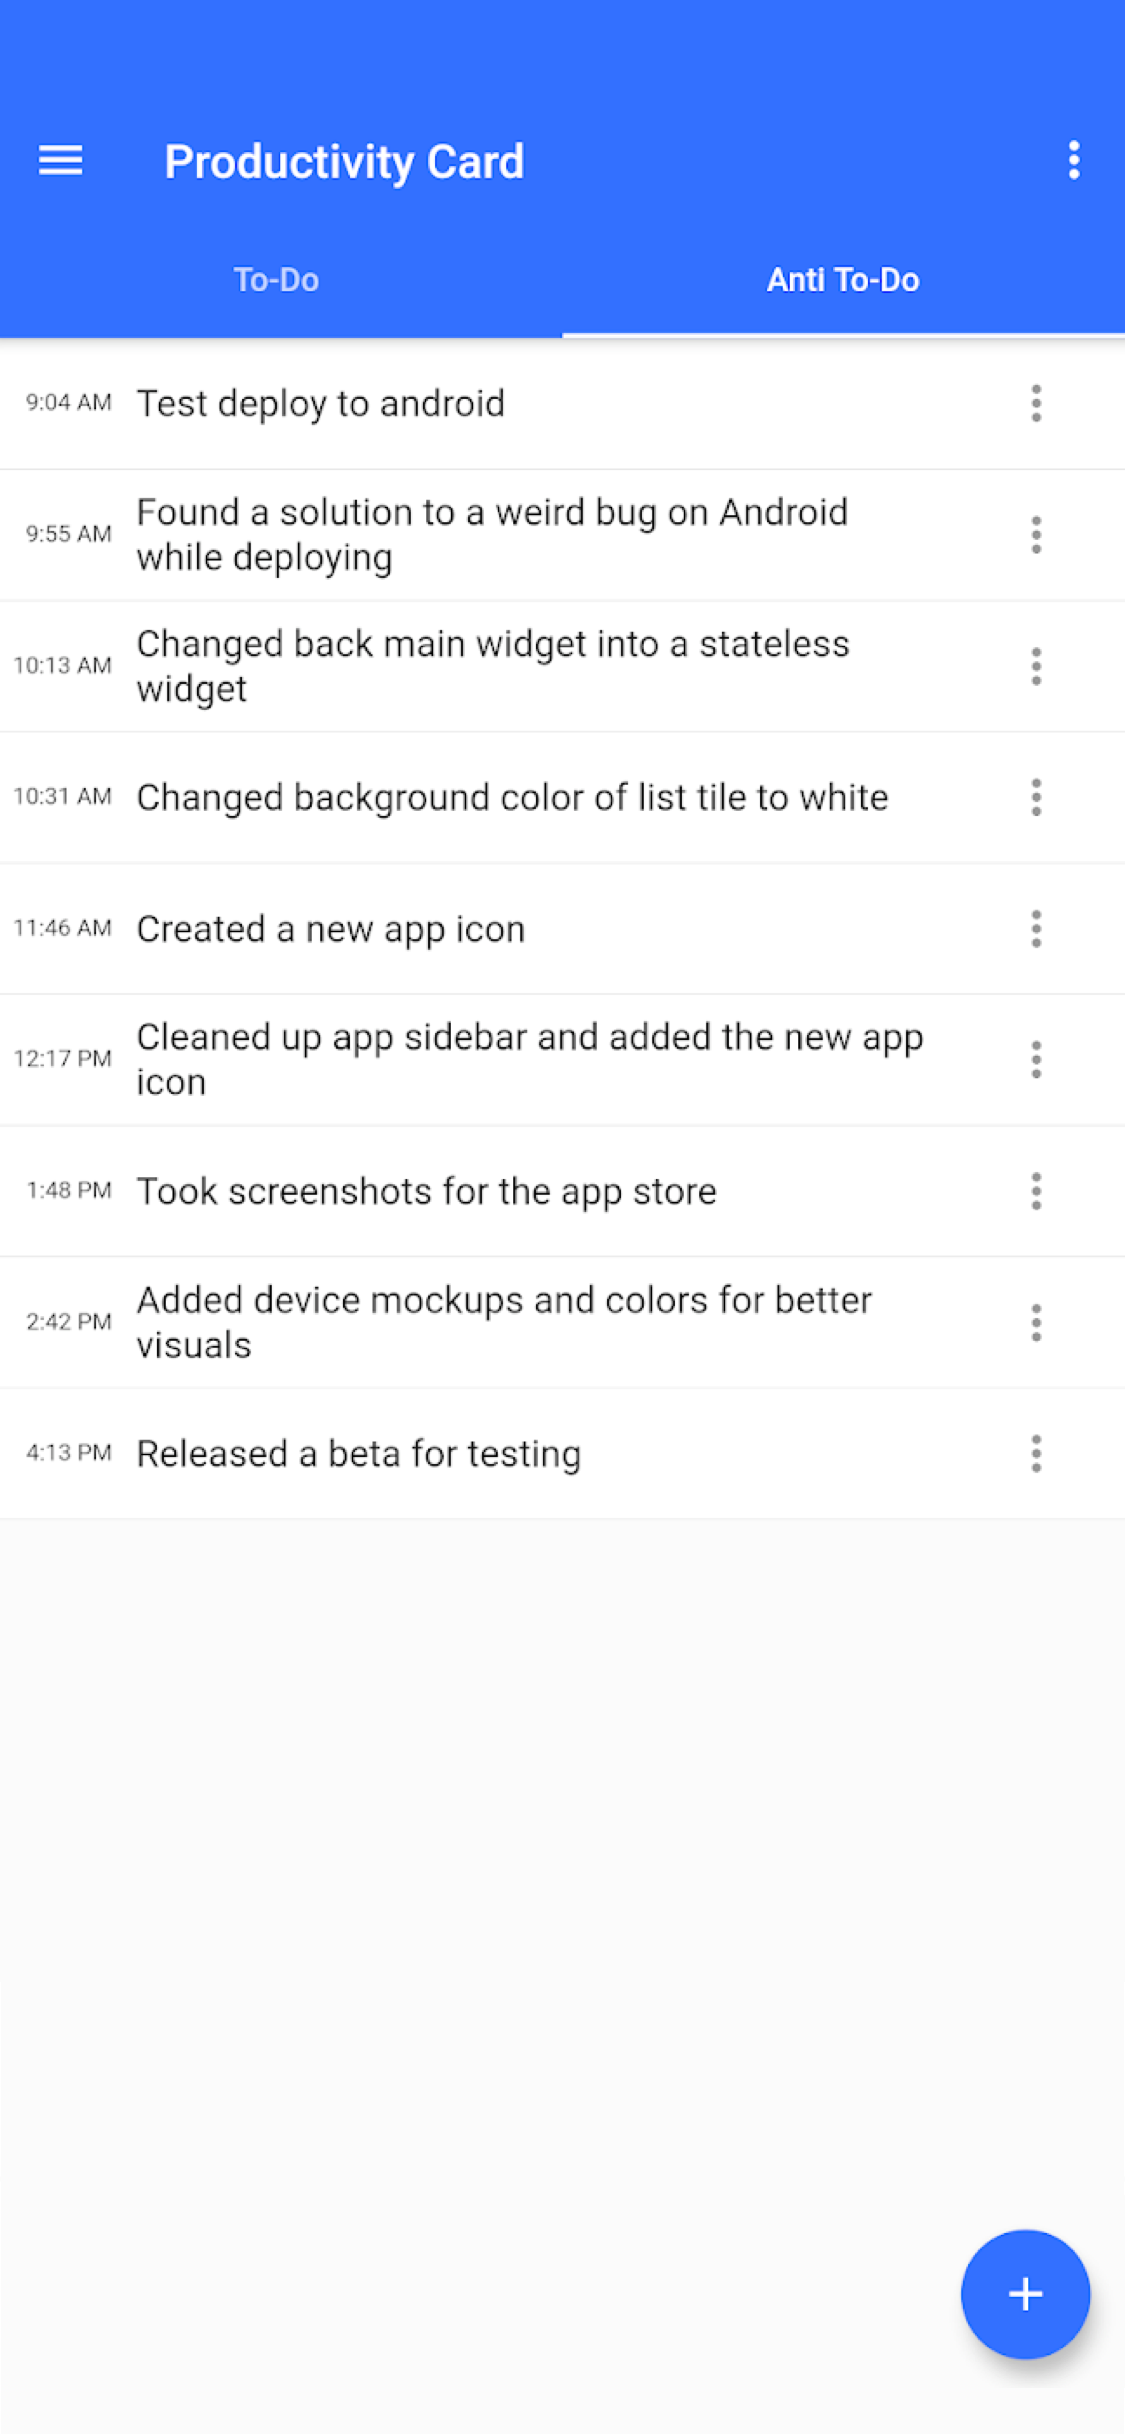 Productivity Card
To-Do
Anti To-Do
9:04 AM Test deploy to android
9:55 AM Found a solution to a weird bug on Android
while deploying
10:13 AM Changed back main widget into a stateless
widget
10:31 AM Changed background color of list tile to white
11:46 AM Created a new app icon
12:17 PM Cleaned up app sidebar and added the new app
icon
1:48 PM Took screenshots for the app store
2:42 PM Added device mockups and colors for better
visuals
4:13 PM Released a beta for testing